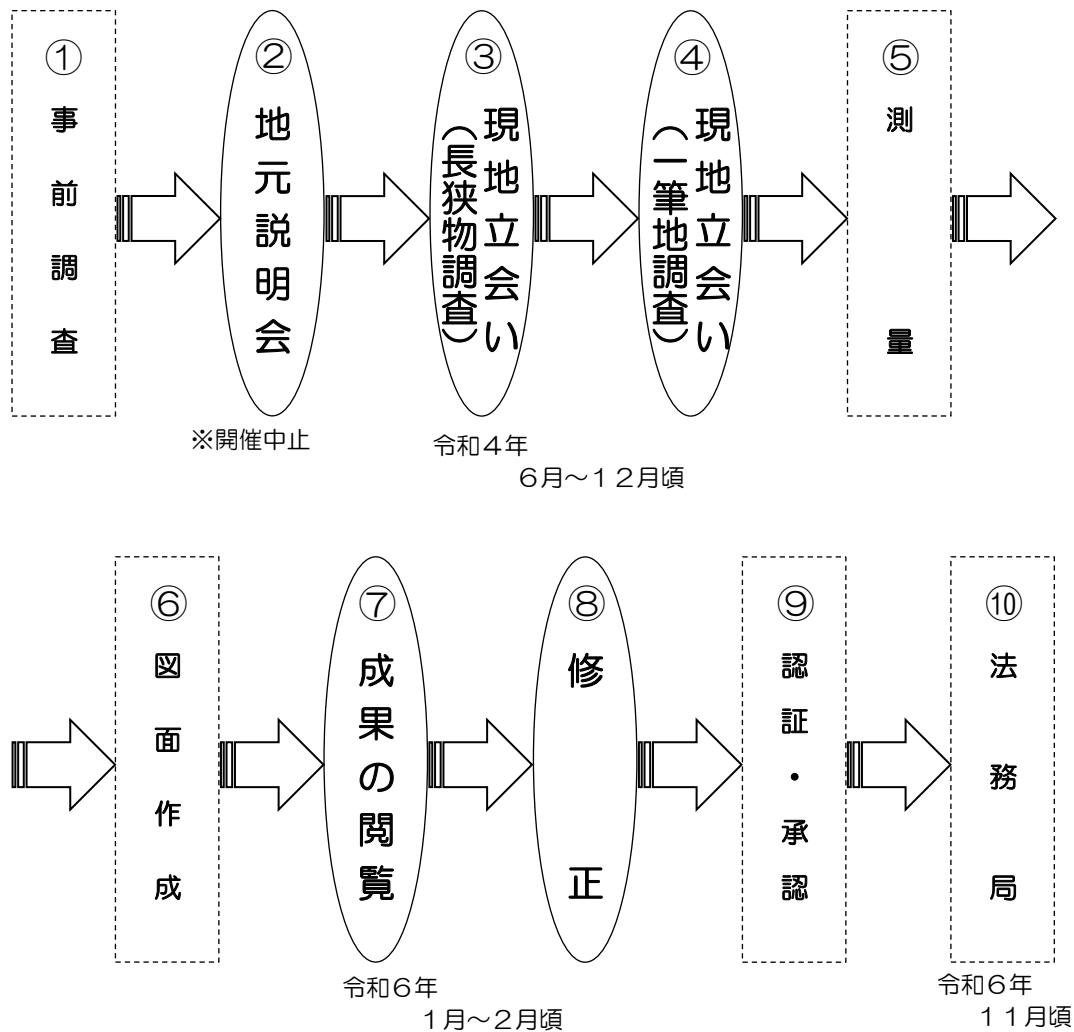 ①
事前調査
②
地元説明会
③
現地立会い
（長狭物調査）
④
現地立会い
（一筆地調査）
⑤
測量
※開催中止
令和４年
６月～１２月頃
⑥
図面作成
⑦
成果の閲覧
⑧
修正
⑨
認証・承認
⑩
法務局
令和６年
１月～２月頃
令和６年
１１月頃